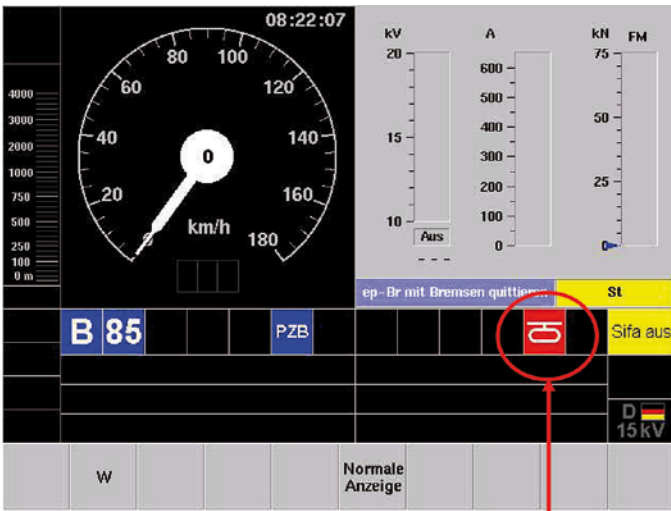 08:22:07
80 100
60 120
40 140
20 160
0 180
0
km/h
4000
3000
2000
1000
750
500
250
100
0 m
kV
20
15
10
Aus
- - -
A
600
500
400
300
200
100
0
kN FM
75
50
25
0
ep-Br mit Bremsen quittieren St
B 85 PZB Sifa aus
D
15kV
W Normale
Anzeige